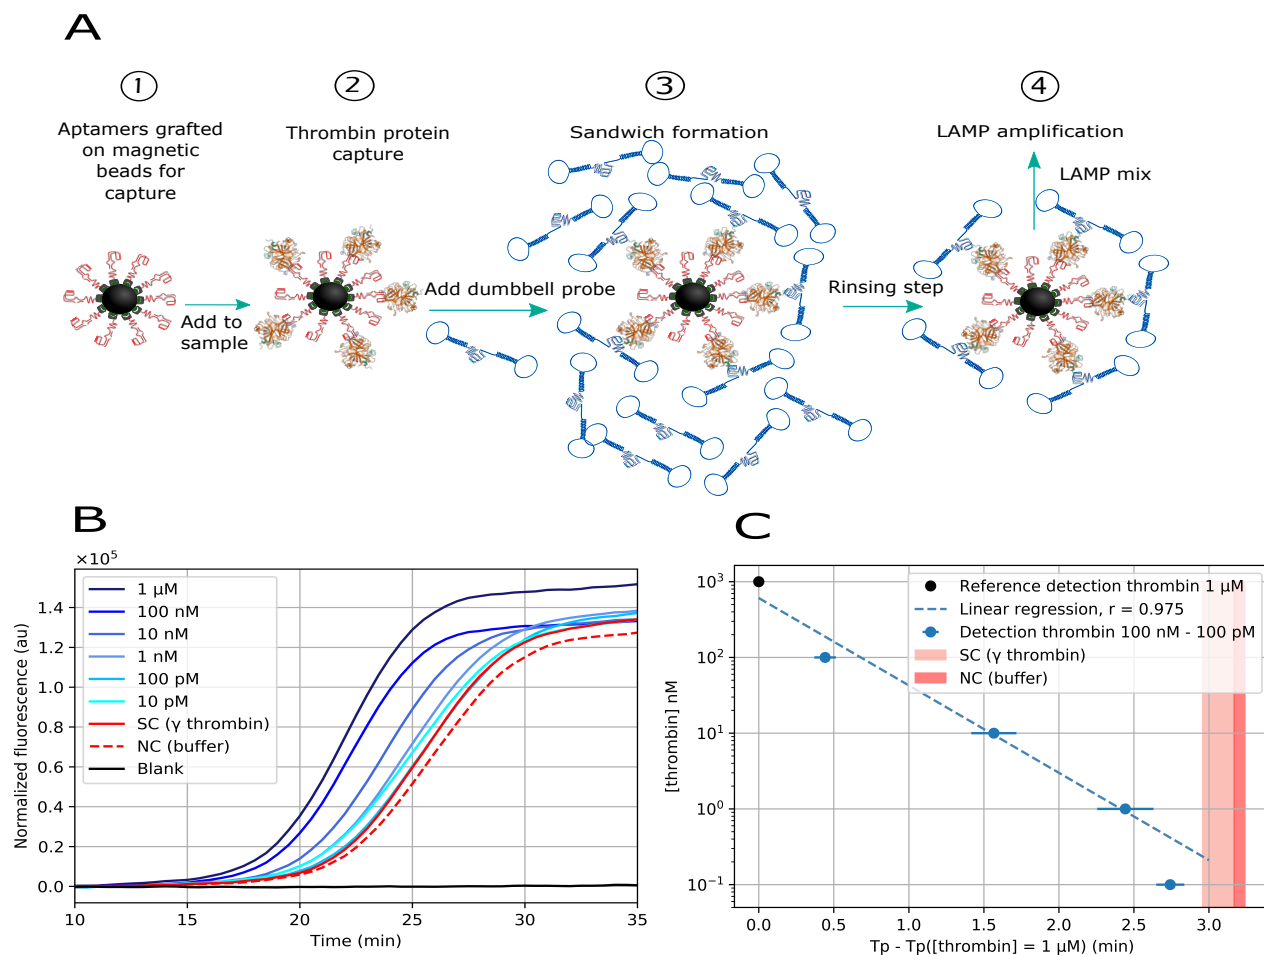 A
1
2
3
4
Aptamers grafted
on magnetic
beads for
capture
Thrombin protein
capture
Sandwich formation
LAMP amplification
LAMP mix
Add to
sample
Add dumbbell probe
Rinsing step
B
×10⁵
1 µM
100 nM
10 nM
1 nM
100 pM
10 pM
SC (γ thrombin)
NC (buffer)
Blank
1.4
1.2
1.0
0.8
0.6
0.4
0.2
0.0
Normalized fluorescence (au)
10
15
20
25
30
35
Time (min)
C
Reference detection thrombin 1 µM
Linear regression, r = 0.975
Detection thrombin 100 nM - 100 pM
SC (γ thrombin)
NC (buffer)
10³
10²
10¹
10⁰
10⁻¹
[thrombin] nM
0.0
0.5
1.0
1.5
2.0
2.5
3.0
Tp - Tp([thrombin] = 1 µM) (min)